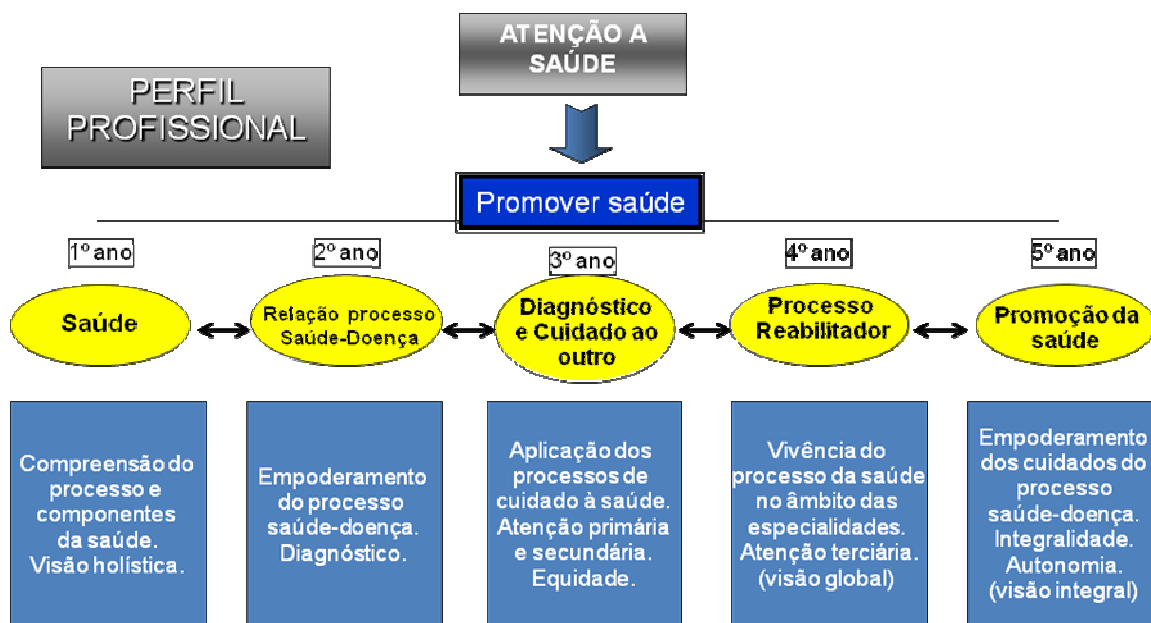 ATENÇÃO A
SAÚDE
PERFIL
PROFISSIONAL
Promover saúde
1º ano
2º ano
3º ano
4º ano
5º ano
Saúde
Relação processo
Saúde-Doença
Diagnóstico
e Cuidado ao
outro
Processo
Reabilitador
Promoção da
saúde
Compreensão do
processo e
componentes
da saúde.
Visão holística.
Empoderamento
do processo
saúde-doença.
Diagnóstico.
Aplicação dos
processos de
cuidado à saúde.
Atenção primária
e secundária.
Equidade.
Vivência do
processo da saúde
no âmbito das
especialidades.
Atenção terciária.
(visão global)
Empoderamento
dos cuidados do
processo
saúde-doença.
Integralidade.
Autonomia.
(visão integral)